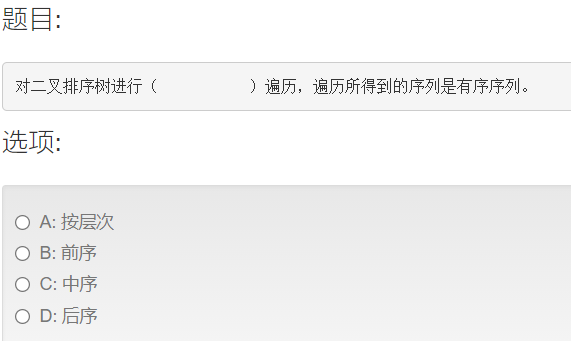 题目:
对二叉排序树进行（          ）遍历，遍历所得到的序列是有序序列。
选项:
A: 按层次
B: 前序
C: 中序
D: 后序